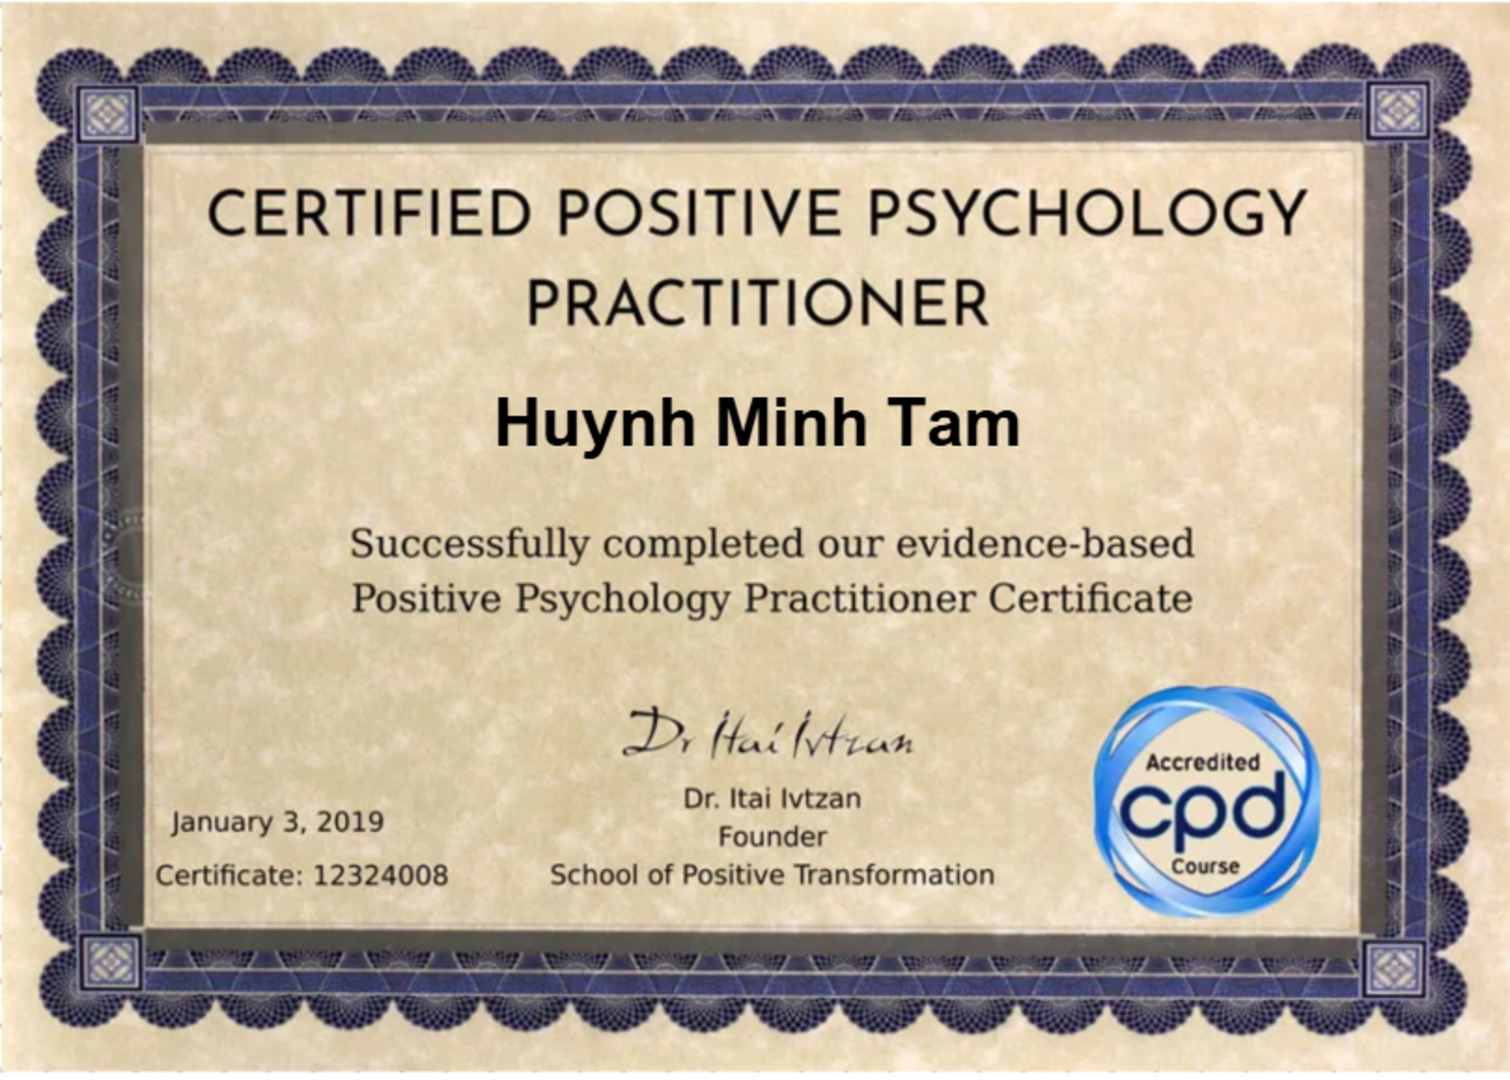 CERTIFIED POSITIVE PSYCHOLOGY
PRACTITIONER
Huynh Minh Tam
Successfully completed our evidence-based
Positive Psychology Practitioner Certificate
Dr Itai Ivtzan
Dr. Itai Ivtzan
Founder
School of Positive Transformation
January 3, 2019
Certificate: 12324008
Accredited
cpd
Course